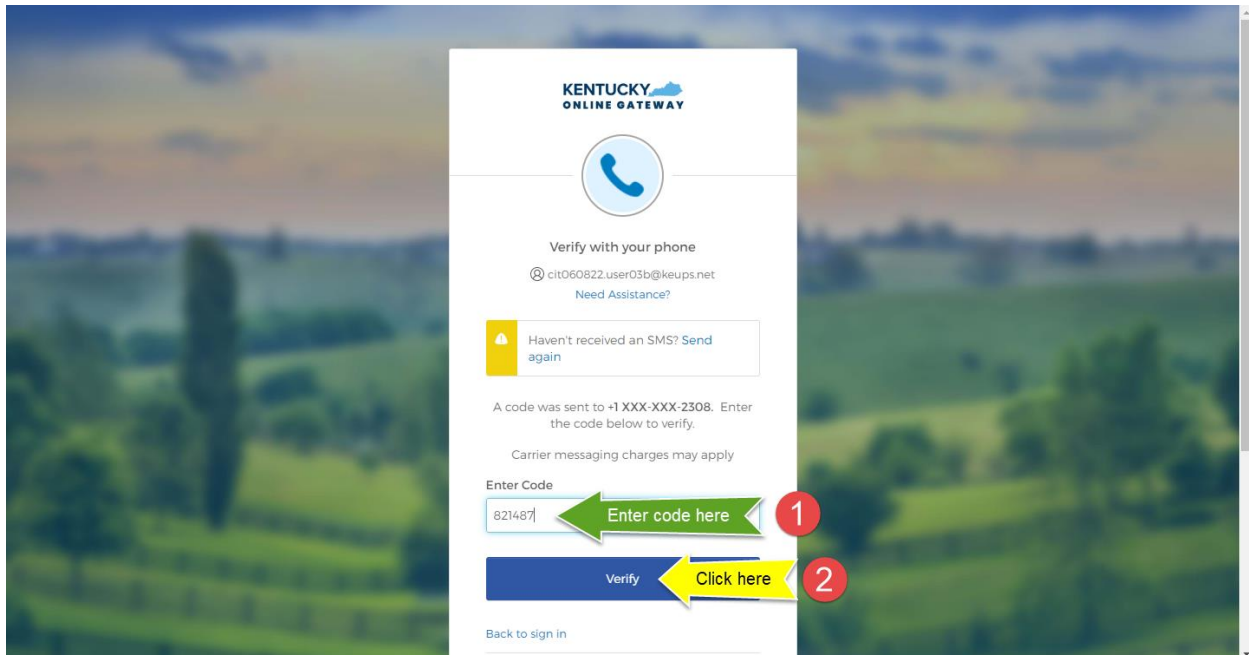 KENTUCKY
ONLINE GATEWAY
Verify with your phone
cit060822.user03b@keups.net
Need Assistance?
Haven't received an SMS? Send
again
A code was sent to +1 XXX-XXX-2308. Enter
the code below to verify.
Carrier messaging charges may apply
Enter Code
821487 Enter code here 1
Verify Click here 2
Back to sign in